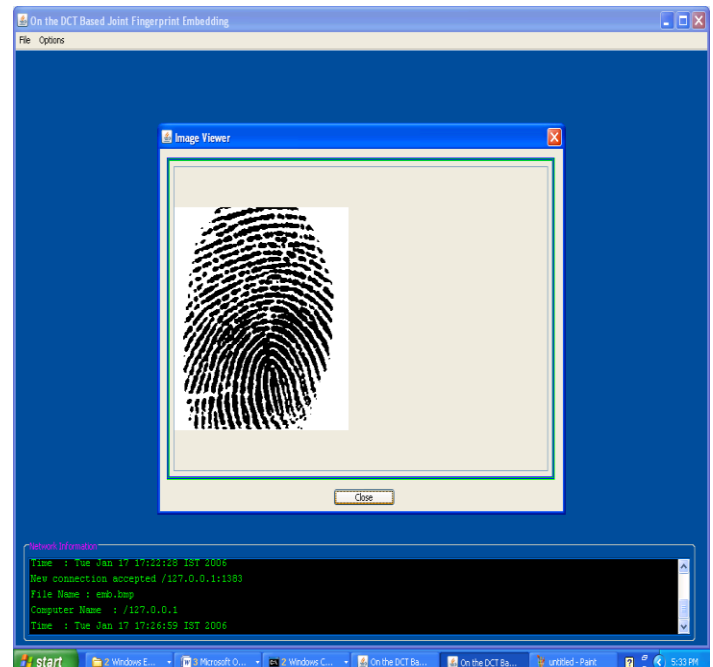 On the DCT Based Joint Fingerprint Embedding
File Options
Image Viewer
Close
Network Information
Time : Tue Jan 17 17:22:28 IST 2006
New connection accepted /127.0.0.1:1383
File Name : emb.bmp
Computer Name : /127.0.0.1
Time : Tue Jan 17 17:26:59 IST 2006
start 2 Windows E... 3 Microsoft O... 2 Windows C... On the DCT Ba... On the DCT Ba... untitled - Paint 5:33 PM